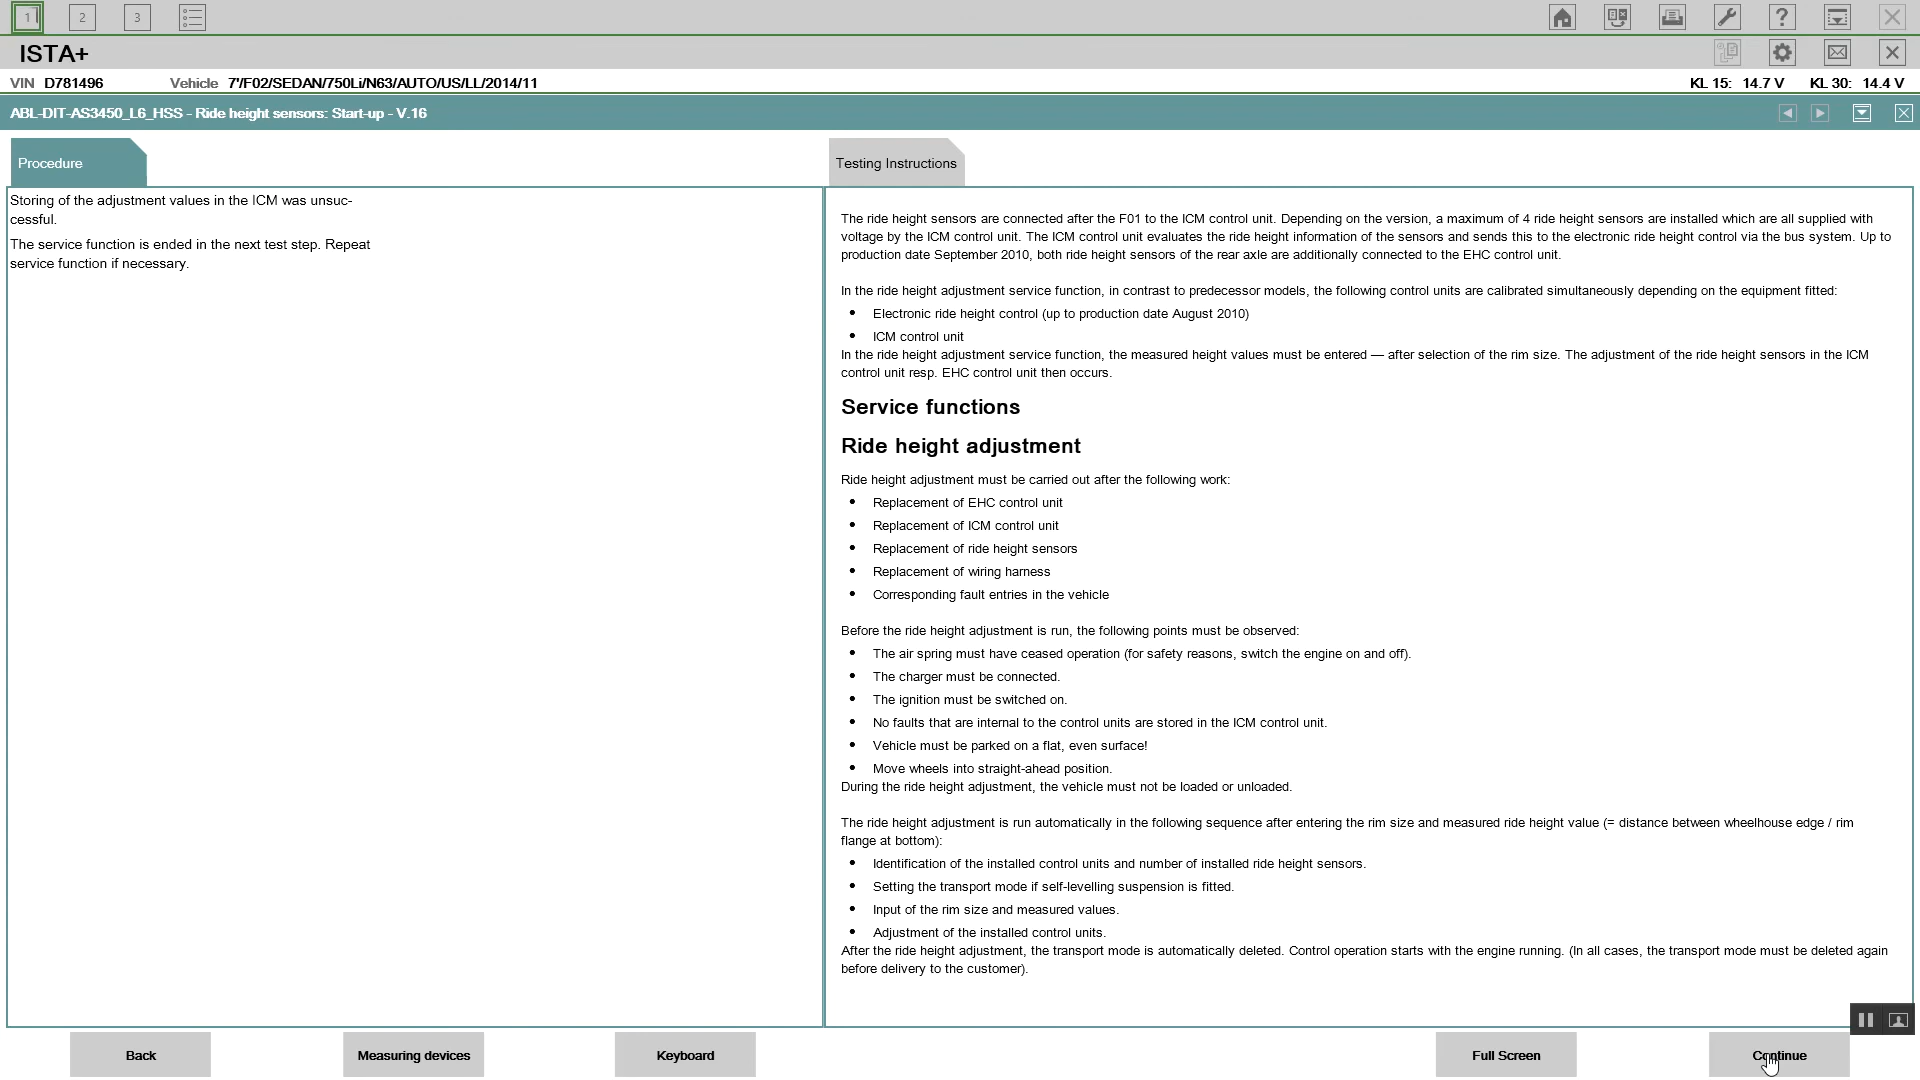 1
2
3
ISTA+
VIN D781496 Vehicle 7'/F02/SEDAN/750Li/N63/AUTO/US/LL/2014/11 KL 15: 14.7 V KL 30: 14.4 V
ABL-DIT-AS3450_L6_HSS - Ride height sensors: Start-up - V.16
Procedure
Storing of the adjustment values in the ICM was unsuc-
cessful.
The service function is ended in the next test step. Repeat
service function if necessary.
Testing Instructions
The ride height sensors are connected after the F01 to the ICM control unit. Depending on the version, a maximum of 4 ride height sensors are installed which are all supplied with
voltage by the ICM control unit. The ICM control unit evaluates the ride height information of the sensors and sends this to the electronic ride height control via the bus system. Up to
production date September 2010, both ride height sensors of the rear axle are additionally connected to the EHC control unit.
In the ride height adjustment service function, in contrast to predecessor models, the following control units are calibrated simultaneously depending on the equipment fitted:
• Electronic ride height control (up to production date August 2010)
• ICM control unit
In the ride height adjustment service function, the measured height values must be entered — after selection of the rim size. The adjustment of the ride height sensors in the ICM
control unit resp. EHC control unit then occurs.
Service functions
Ride height adjustment
Ride height adjustment must be carried out after the following work:
• Replacement of EHC control unit
• Replacement of ICM control unit
• Replacement of ride height sensors
• Replacement of wiring harness
• Corresponding fault entries in the vehicle
Before the ride height adjustment is run, the following points must be observed:
• The air spring must have ceased operation (for safety reasons, switch the engine on and off).
• The charger must be connected.
• The ignition must be switched on.
• No faults that are internal to the control units are stored in the ICM control unit.
• Vehicle must be parked on a flat, even surface!
• Move wheels into straight-ahead position.
During the ride height adjustment, the vehicle must not be loaded or unloaded.
The ride height adjustment is run automatically in the following sequence after entering the rim size and measured ride height value (= distance between wheelhouse edge / rim
flange at bottom):
• Identification of the installed control units and number of installed ride height sensors.
• Setting the transport mode if self-levelling suspension is fitted.
• Input of the rim size and measured values.
• Adjustment of the installed control units.
After the ride height adjustment, the transport mode is automatically deleted. Control operation starts with the engine running. (In all cases, the transport mode must be deleted again
before delivery to the customer).
Back
Measuring devices
Keyboard
Full Screen
Continue